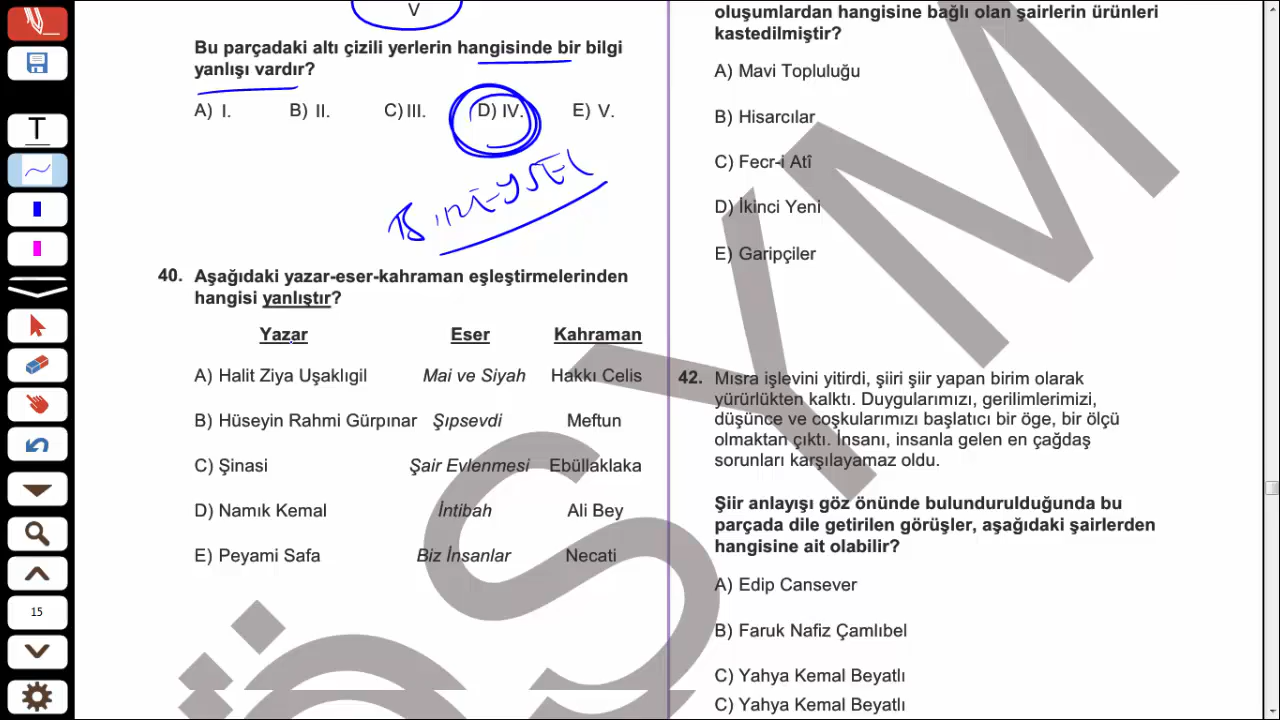 V
Bu parçadaki altı çizili yerlerin hangisinde bir bilgi
yanlışı vardır?
A) I. B) II. C) III. D) IV. E) V.
40. Aşağıdaki yazar-eser-kahraman eşleştirmelerinden
hangisi yanlıştır?
Yazar Eser Kahraman
A) Halit Ziya Uşaklıgil Mai ve Siyah Hakkı Celis
B) Hüseyin Rahmi Gürpınar Şıpsevdi Meftun
C) Şinasi Şair Evlenmesi Ebüllaklaka
D) Namık Kemal İntibah Ali Bey
E) Peyami Safa Biz İnsanlar Necati
oluşumlardan hangisine bağlı olan şairlerin ürünleri
kastedilmiştir?
A) Mavi Topluluğu
B) Hisarcılar
C) Fecr-i Atî
D) İkinci Yeni
E) Garipçiler
42. Mısra işlevini yitirdi, şiiri şiir yapan birim olarak
yürürlükten kalktı. Duygularımızı, gerilimlerimizi,
düşünce ve coşkularımızı başlatıcı bir öge, bir ölçü
olmaktan çıktı. İnsanı, insanla gelen en çağdaş
sorunları karşılayamaz oldu.
Şiir anlayışı göz önünde bulundurulduğunda bu
parçada dile getirilen görüşler, aşağıdaki şairlerden
hangisine ait olabilir?
A) Edip Cansever
B) Faruk Nafiz Çamlıbel
C) Yahya Kemal Beyatlı
C) Yahya Kemal Beyatlı
T
15
ÖSYM